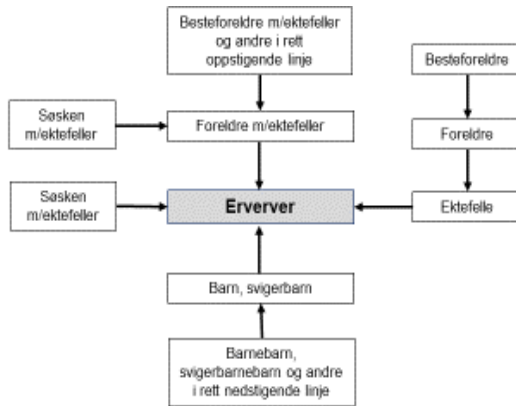 Besteforeldre m/ektefeller
og andre i rett
oppstigende linje
Besteforeldre
Søsken
m/ektefeller
Foreldre m/ektefeller
Foreldre
Søsken
m/ektefeller
Erverver
Ektefelle
Barn, svigerbarn
Barnebarn,
svigerbarnebarn og andre
i rett nedstigende linje